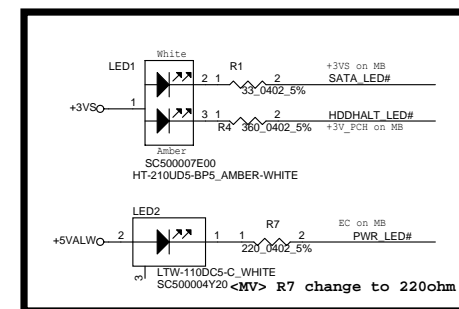 White
LED1
R1
+3VS on MB
2 1
2
SATA_LED#
33_0402_5%
+3VS
1
3 1
2
HDDHALT_LED#
R4 360_0402_5%
+3V_PCH on MB
Amber
SC500007E00
HT-210UD5-BP5_AMBER-WHITE
LED2
R7
EC on MB
+5VALW
2
1
1
2
PWR_LED#
220_0402_5%
3
LTW-110DC5-C_WHITE
SC500004Y20 <MV> R7 change to 220ohm